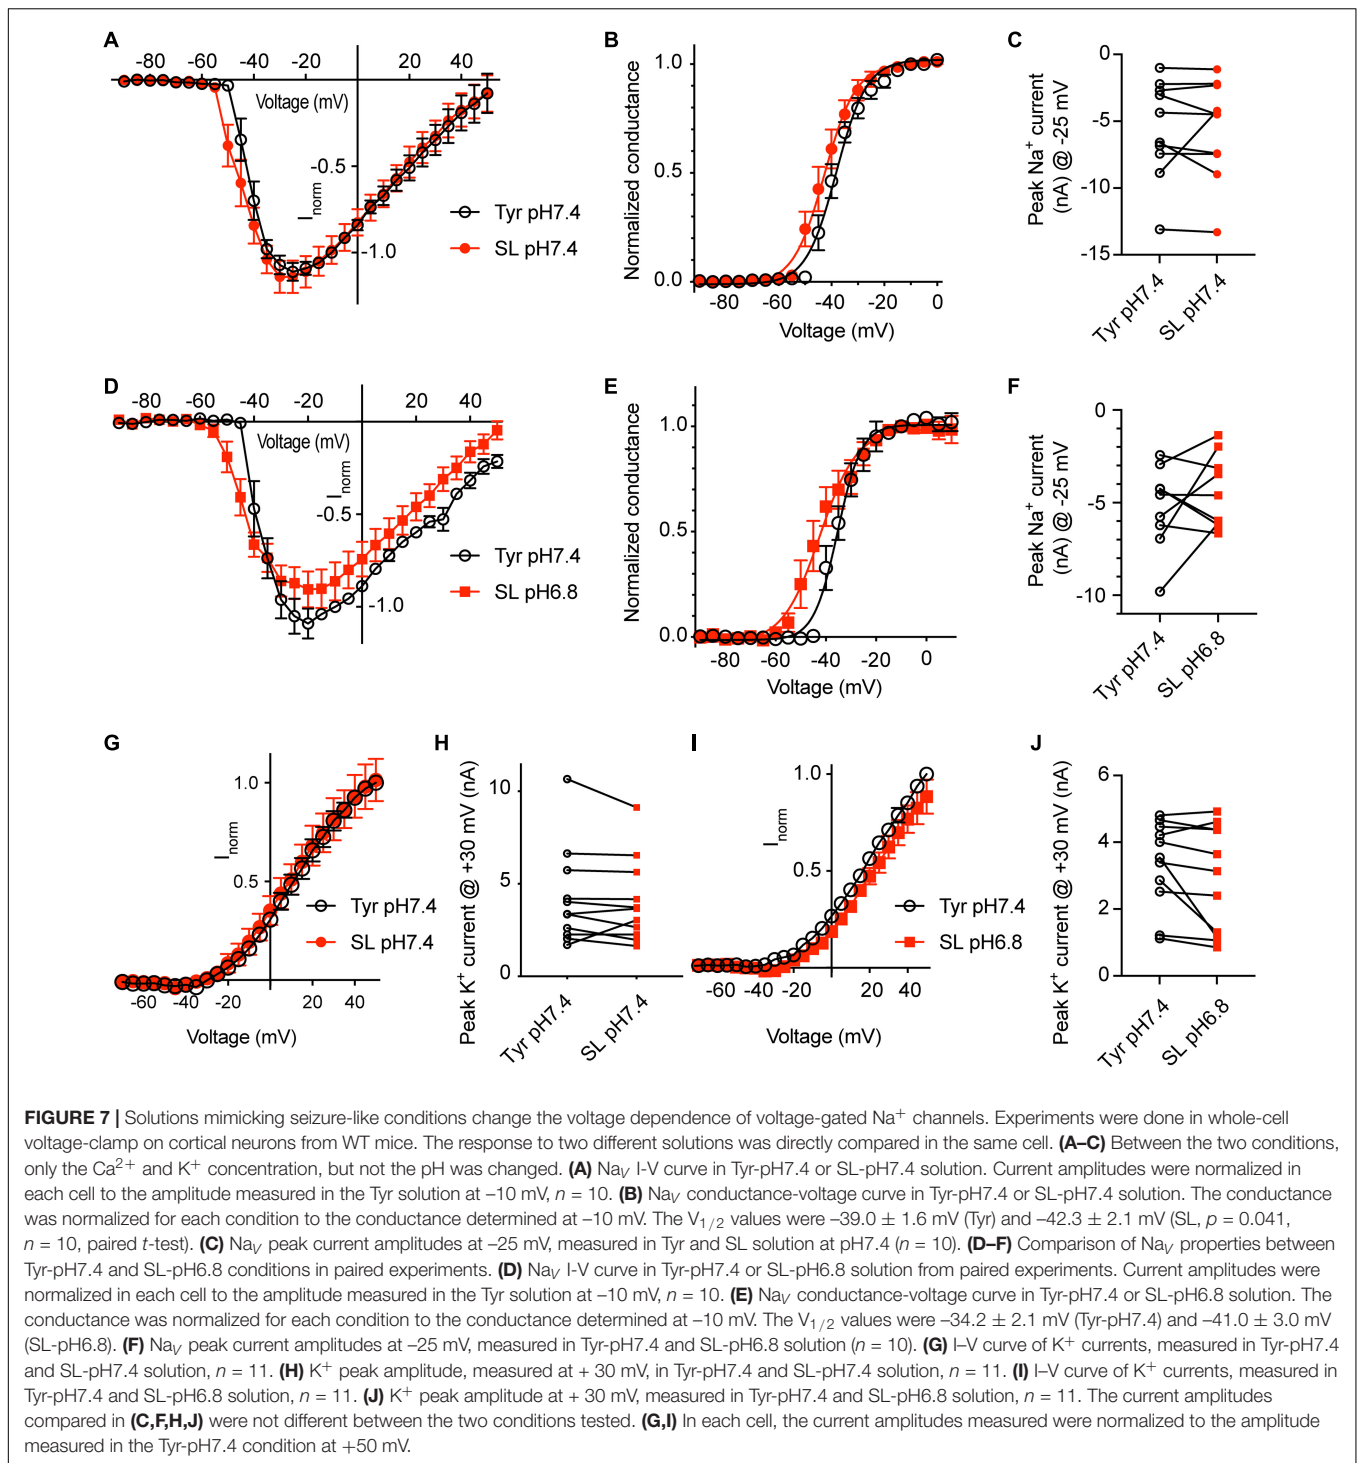 A
B
C
-80 -60 -40 -20 20 40
Voltage (mV)
-0.5
-1.0
Inorm
Tyr pH7.4
SL pH7.4
Normalized conductance
1.0
0.5
0.0
-80 -60 -40 -20 0
Voltage (mV)
Peak Na+ current
(nA) @ -25 mV
0
-5
-10
-15
Tyr pH7.4
SL pH7.4
D
E
F
-80 -60 -40 -20 20 40
Voltage (mV)
Inorm
-0.5
-1.0
Tyr pH7.4
SL pH6.8
Normalized conductance
1.0
0.5
0.0
-80 -60 -40 -20 0
Voltage (mV)
Peak Na+ current
(nA) @ -25 mV
0
-5
-10
Tyr pH7.4
SL pH6.8
G
H
I
J
Inorm
1.0
0.5
Tyr pH7.4
SL pH7.4
-60 -40 -20 20 40
Voltage (mV)
Peak K+ current @ +30 mV (nA)
10
5
0
Tyr pH7.4
SL pH7.4
Inorm
1.0
0.5
Tyr pH7.4
SL pH6.8
-60 -40 -20 20 40
Voltage (mV)
Peak K+ current @ +30 mV (nA)
6
4
2
0
Tyr pH7.4
SL pH6.8
FIGURE 7 | Solutions mimicking seizure-like conditions change the voltage dependence of voltage-gated Na+ channels. Experiments were done in whole-cell
voltage-clamp on cortical neurons from WT mice. The response to two different solutions was directly compared in the same cell. (A–C) Between the two conditions,
only the Ca2+ and K+ concentration, but not the pH was changed. (A) NaV I-V curve in Tyr-pH7.4 or SL-pH7.4 solution. Current amplitudes were normalized in
each cell to the amplitude measured in the Tyr solution at –10 mV, n = 10. (B) NaV conductance-voltage curve in Tyr-pH7.4 or SL-pH7.4 solution. The conductance
was normalized for each condition to the conductance determined at –10 mV. The V1/2 values were –39.0 ± 1.6 mV (Tyr) and –42.3 ± 2.1 mV (SL, p = 0.041,
n = 10, paired t-test). (C) NaV peak current amplitudes at –25 mV, measured in Tyr and SL solution at pH7.4 (n = 10). (D–F) Comparison of NaV properties between
Tyr-pH7.4 and SL-pH6.8 conditions in paired experiments. (D) NaV I-V curve in Tyr-pH7.4 or SL-pH6.8 solution from paired experiments. Current amplitudes were
normalized in each cell to the amplitude measured in the Tyr solution at –10 mV, n = 10. (E) NaV conductance-voltage curve in Tyr-pH7.4 or SL-pH6.8 solution. The
conductance was normalized for each condition to the conductance determined at –10 mV. The V1/2 values were –34.2 ± 2.1 mV (Tyr-pH7.4) and –41.0 ± 3.0 mV
(SL-pH6.8). (F) NaV peak current amplitudes at –25 mV, measured in Tyr-pH7.4 and SL-pH6.8 solution (n = 10). (G) I–V curve of K+ currents, measured in Tyr-pH7.4
and SL-pH7.4 solution, n = 11. (H) K+ peak amplitude, measured at + 30 mV, in Tyr-pH7.4 and SL-pH7.4 solution, n = 11. (I) I–V curve of K+ currents, measured in
Tyr-pH7.4 and SL-pH6.8 solution, n = 11. (J) K+ peak amplitude at + 30 mV, measured in Tyr-pH7.4 and SL-pH6.8 solution, n = 11. The current amplitudes
compared in (C,F,H,J) were not different between the two conditions tested. (G,I) In each cell, the current amplitudes measured were normalized to the amplitude
measured in the Tyr-pH7.4 condition at +50 mV.